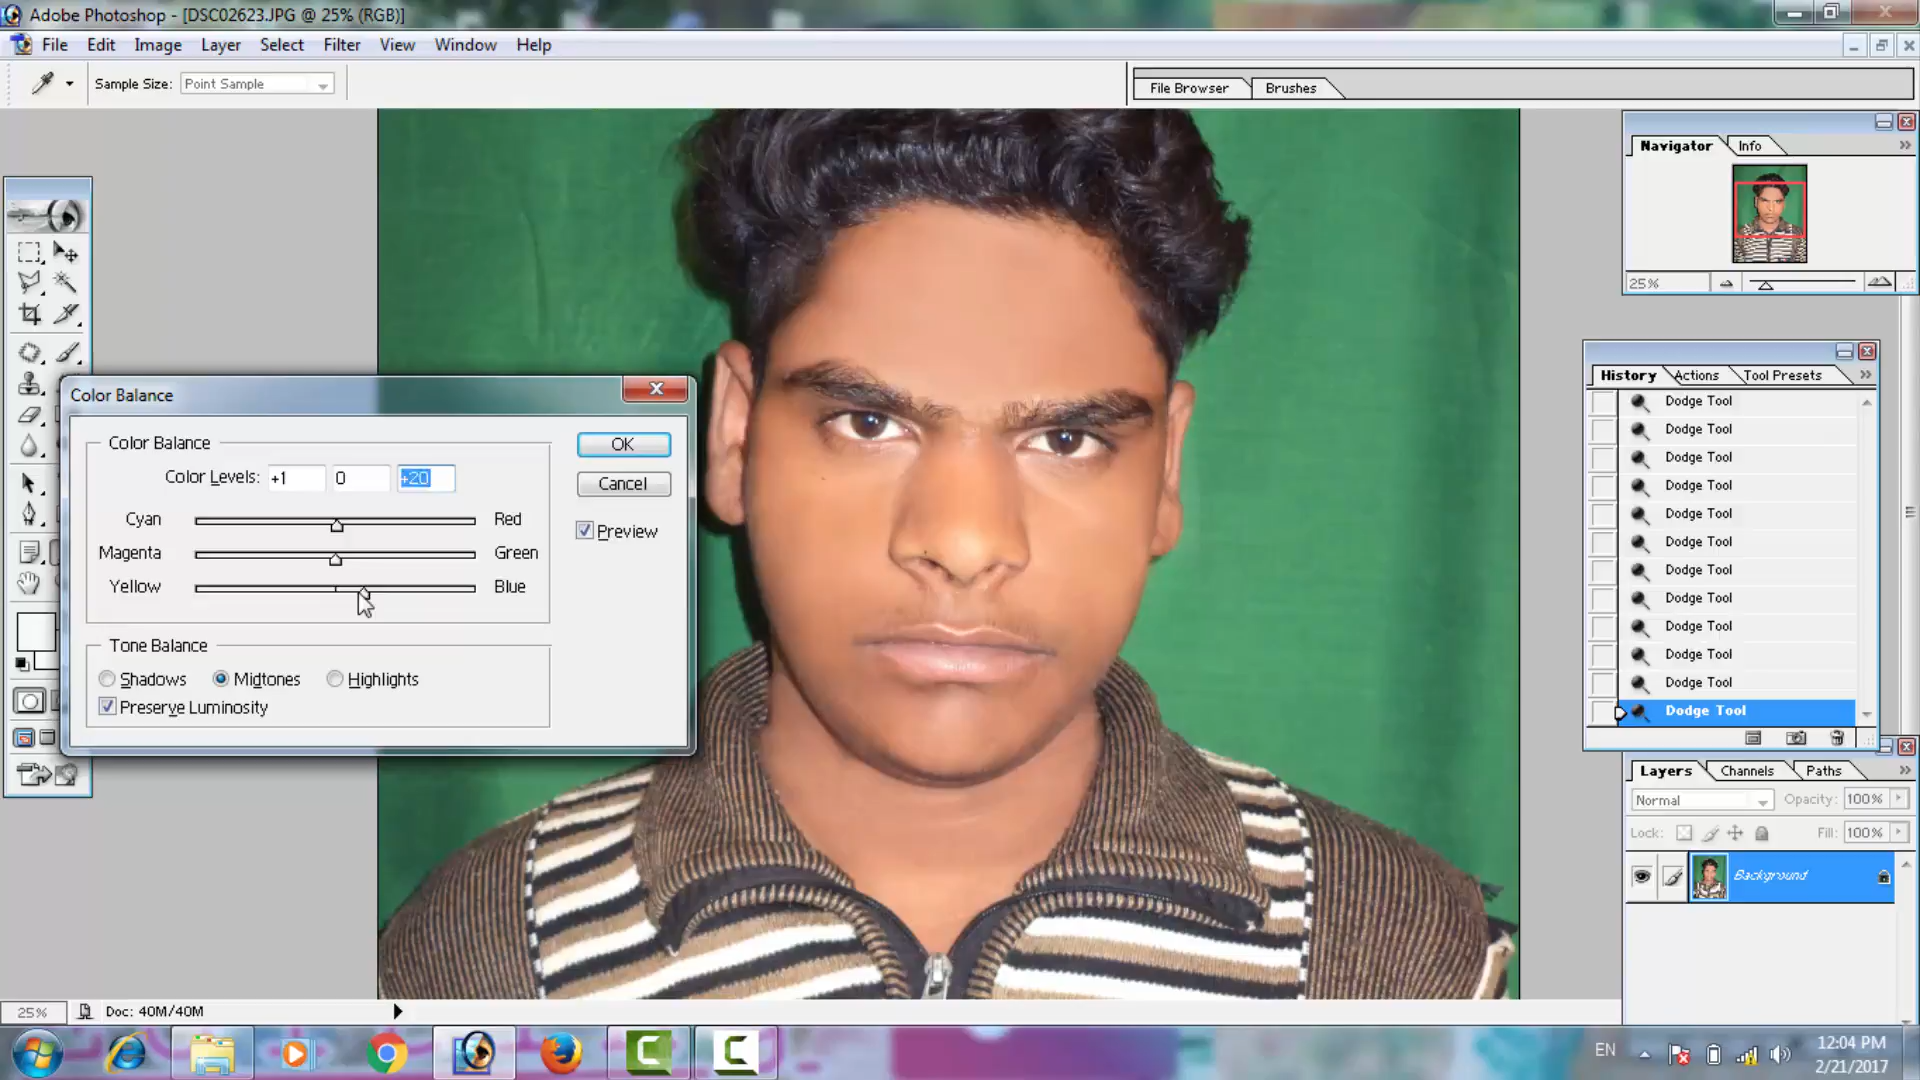 Adobe Photoshop - [DSC02623.JPG @ 25% (RGB)]
File Edit Image Layer Select Filter View Window Help
Sample Size: Point Sample
File Browser Brushes
Navigator Info
25%
Color Balance
Color Balance
Color Levels: +1 0 +20
Cyan Red
Magenta Green
Yellow Blue
OK
Cancel
Preview
Tone Balance
Shadows Midtones Highlights
Preserve Luminosity
History Actions Tool Presets
Dodge Tool
Dodge Tool
Dodge Tool
Dodge Tool
Dodge Tool
Dodge Tool
Dodge Tool
Dodge Tool
Dodge Tool
Dodge Tool
Dodge Tool
Dodge Tool
Layers Channels Paths
Normal Opacity: 100%
Lock: Fill: 100%
Background
25% Doc: 40M/40M
EN
12:04 PM
2/21/2017